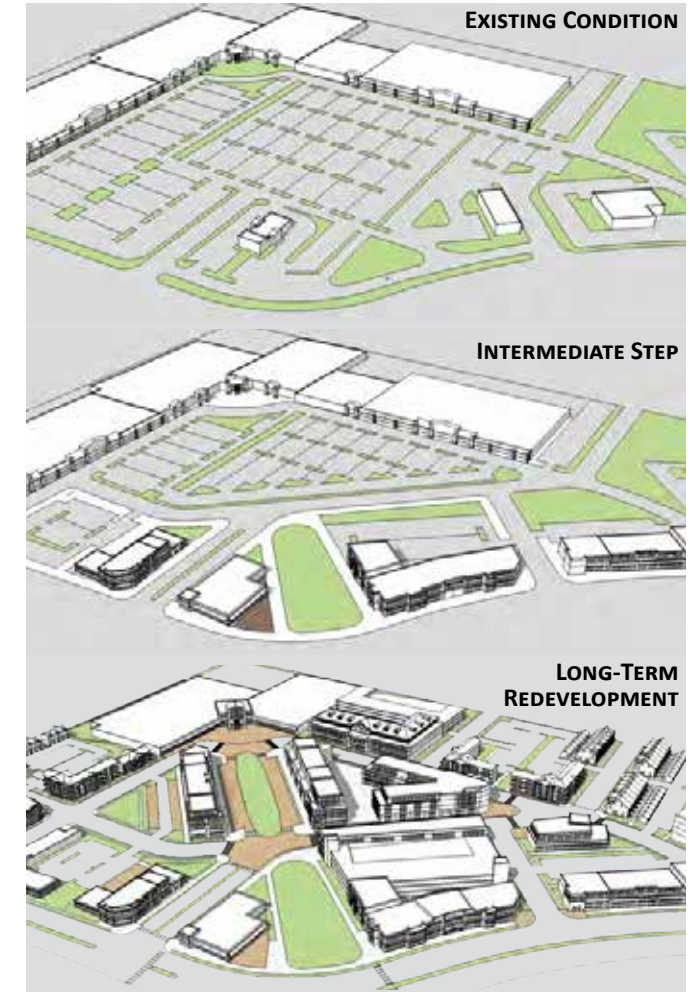 Existing Condition
Intermediate Step
Long-Term
Redevelopment